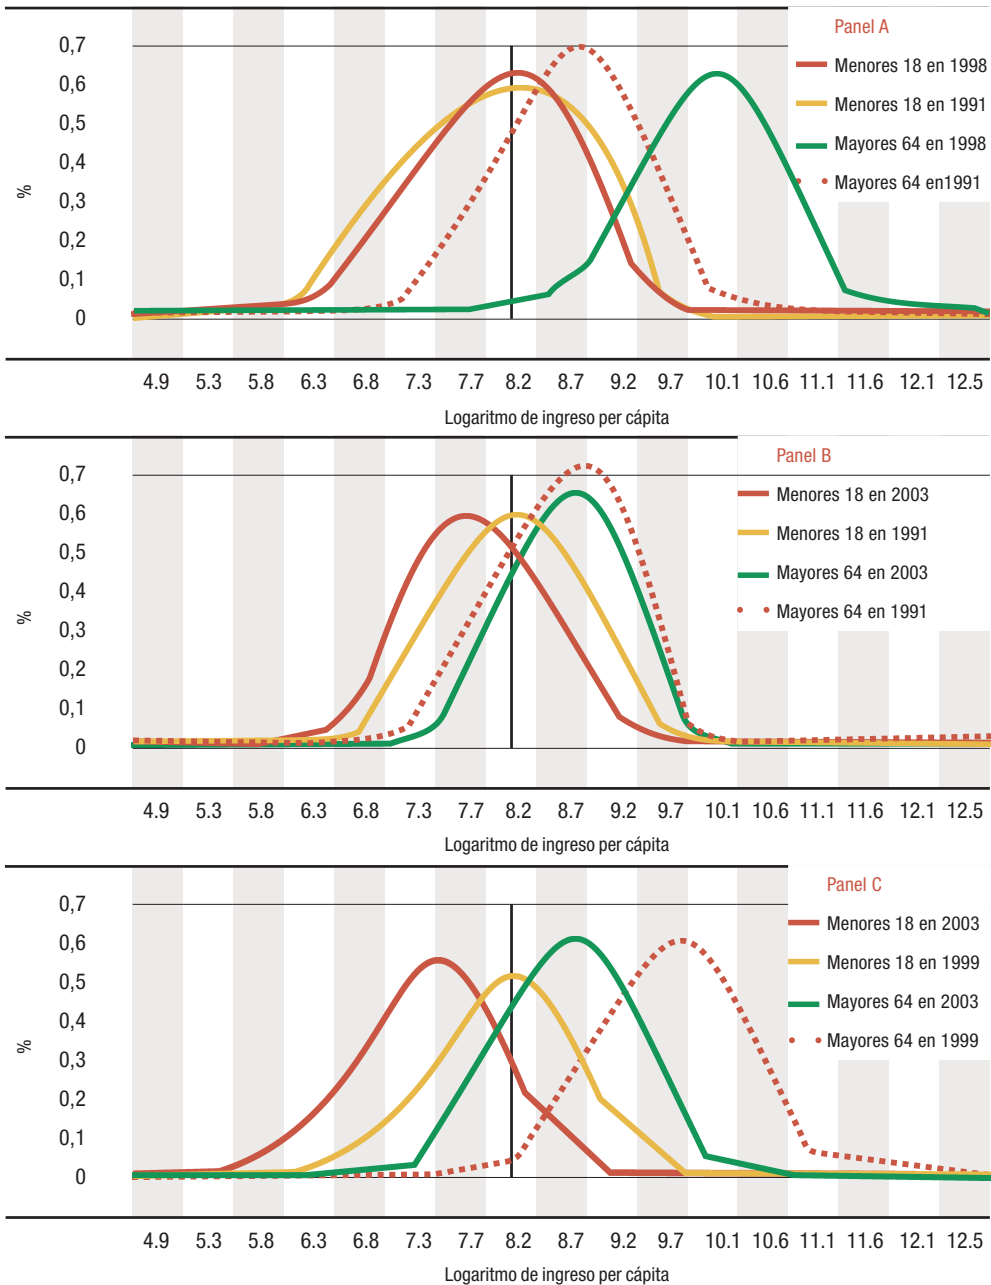 Panel A
Menores 18 en 1998
Menores 18 en 1991
Mayores 64 en 1998
Mayores 64 en1991
0,7
0,6
0,5
0,4
0,3
0,2
0,1
0
%
4.9 5.3 5.8 6.3 6.8 7.3 7.7 8.2 8.7 9.2 9.7 10.1 10.6 11.1 11.6 12.1 12.5
Logaritmo de ingreso per cápita
Panel B
Menores 18 en 2003
Menores 18 en 1991
Mayores 64 en 2003
Mayores 64 en 1991
0,7
0,6
0,5
0,4
0,3
0,2
0,1
0
%
4.9 5.3 5.8 6.3 6.8 7.3 7.7 8.2 8.7 9.2 9.7 10.1 10.6 11.1 11.6 12.1 12.5
Logaritmo de ingreso per cápita
Panel C
Menores 18 en 2003
Menores 18 en 1999
Mayores 64 en 2003
Mayores 64 en 1999
0,7
0,6
0,5
0,4
0,3
0,2
0,1
0
%
4.9 5.3 5.8 6.3 6.8 7.3 7.7 8.2 8.7 9.2 9.7 10.1 10.6 11.1 11.6 12.1 12.5
Logaritmo de ingreso per cápita